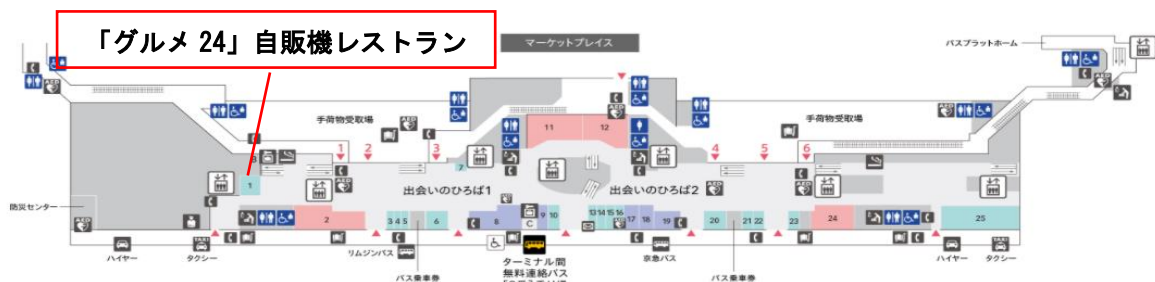 「グルメ 24」自販機レストラン
マーケットプレイス
バスプラットホーム
手荷物受取場
手荷物受取場
AED
AED
AED
AED
11
12
1
2
3
4
5
6
7
1
出会いのひろば1
出会いのひろば2
防災センター
2
3 4 5
6
8
C
9
10
13 14 15 16
17
18
19
20
21 22
23
24
25
ハイヤー
TAXI
タクシー
リムジンバス
バス乗車券
ターミナル間
無料連絡バス
京急バス
バス乗車券
ハイヤー
TAXI
タクシー